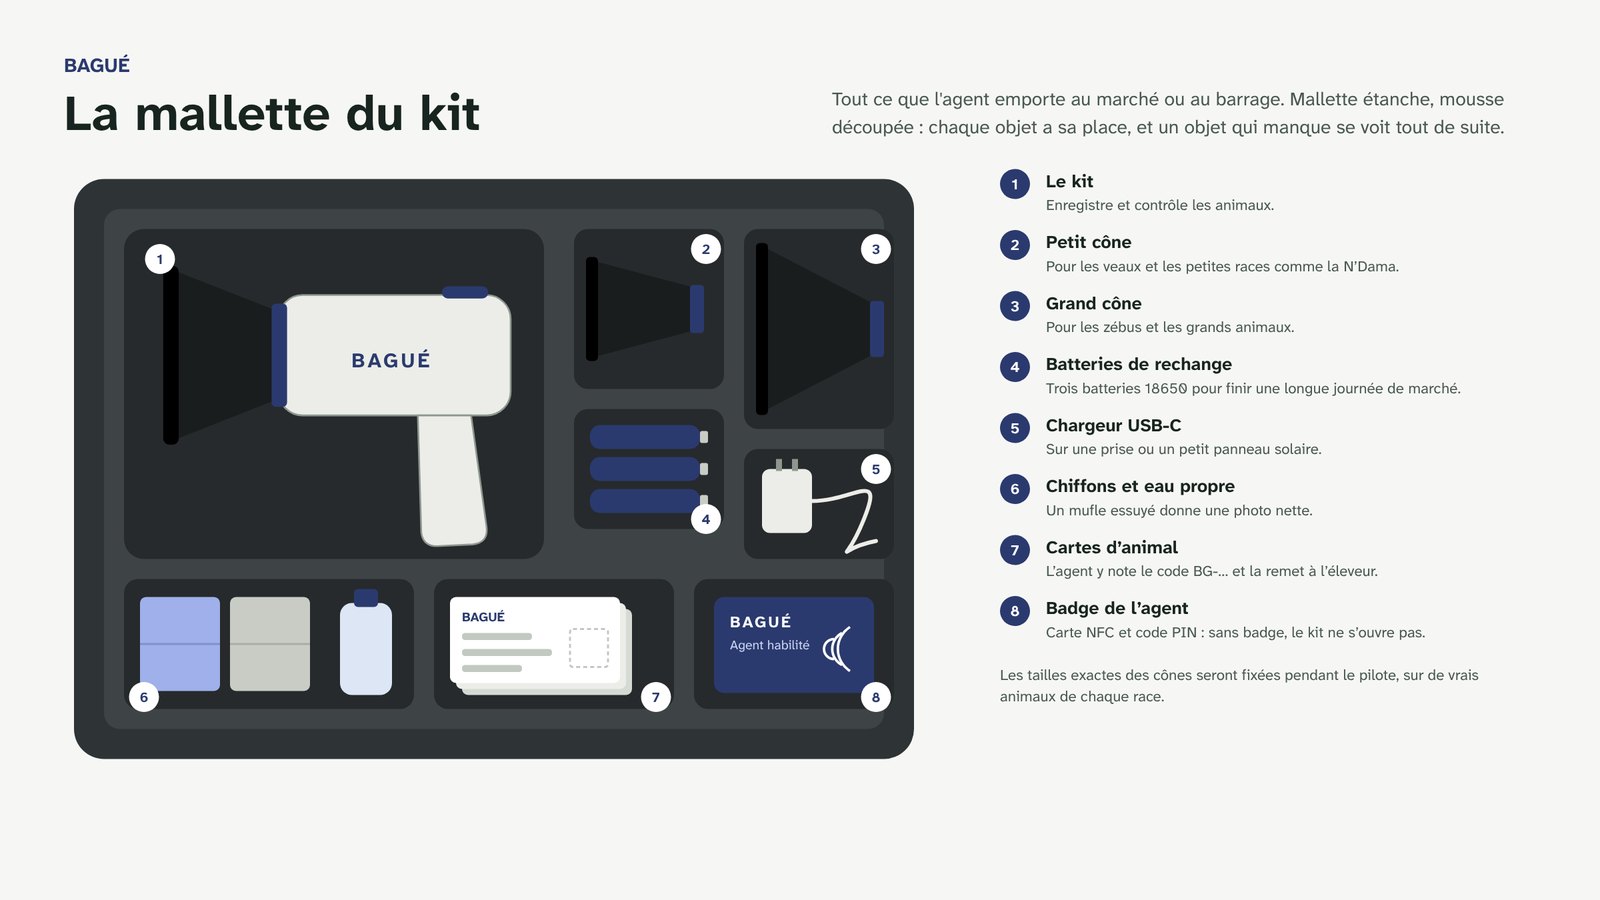 BAGUÉ
La mallette du kit
Tout ce que l'agent emporte au marché ou au barrage. Mallette étanche, mousse
découpée : chaque objet a sa place, et un objet qui manque se voit tout de suite.
1
BAGUÉ
2
3
4
5
6
BAGUÉ
7
BAGUÉ
Agent habilité
8
1 Le kit
Enregistre et contrôle les animaux.
2 Petit cône
Pour les veaux et les petites races comme la N’Dama.
3 Grand cône
Pour les zébus et les grands animaux.
4 Batteries de rechange
Trois batteries 18650 pour finir une longue journée de marché.
5 Chargeur USB-C
Sur une prise ou un petit panneau solaire.
6 Chiffons et eau propre
Un mufle essuyé donne une photo nette.
7 Cartes d’animal
L’agent y note le code BG-… et la remet à l’éleveur.
8 Badge de l’agent
Carte NFC et code PIN : sans badge, le kit ne s’ouvre pas.
Les tailles exactes des cônes seront fixées pendant le pilote, sur de vrais
animaux de chaque race.